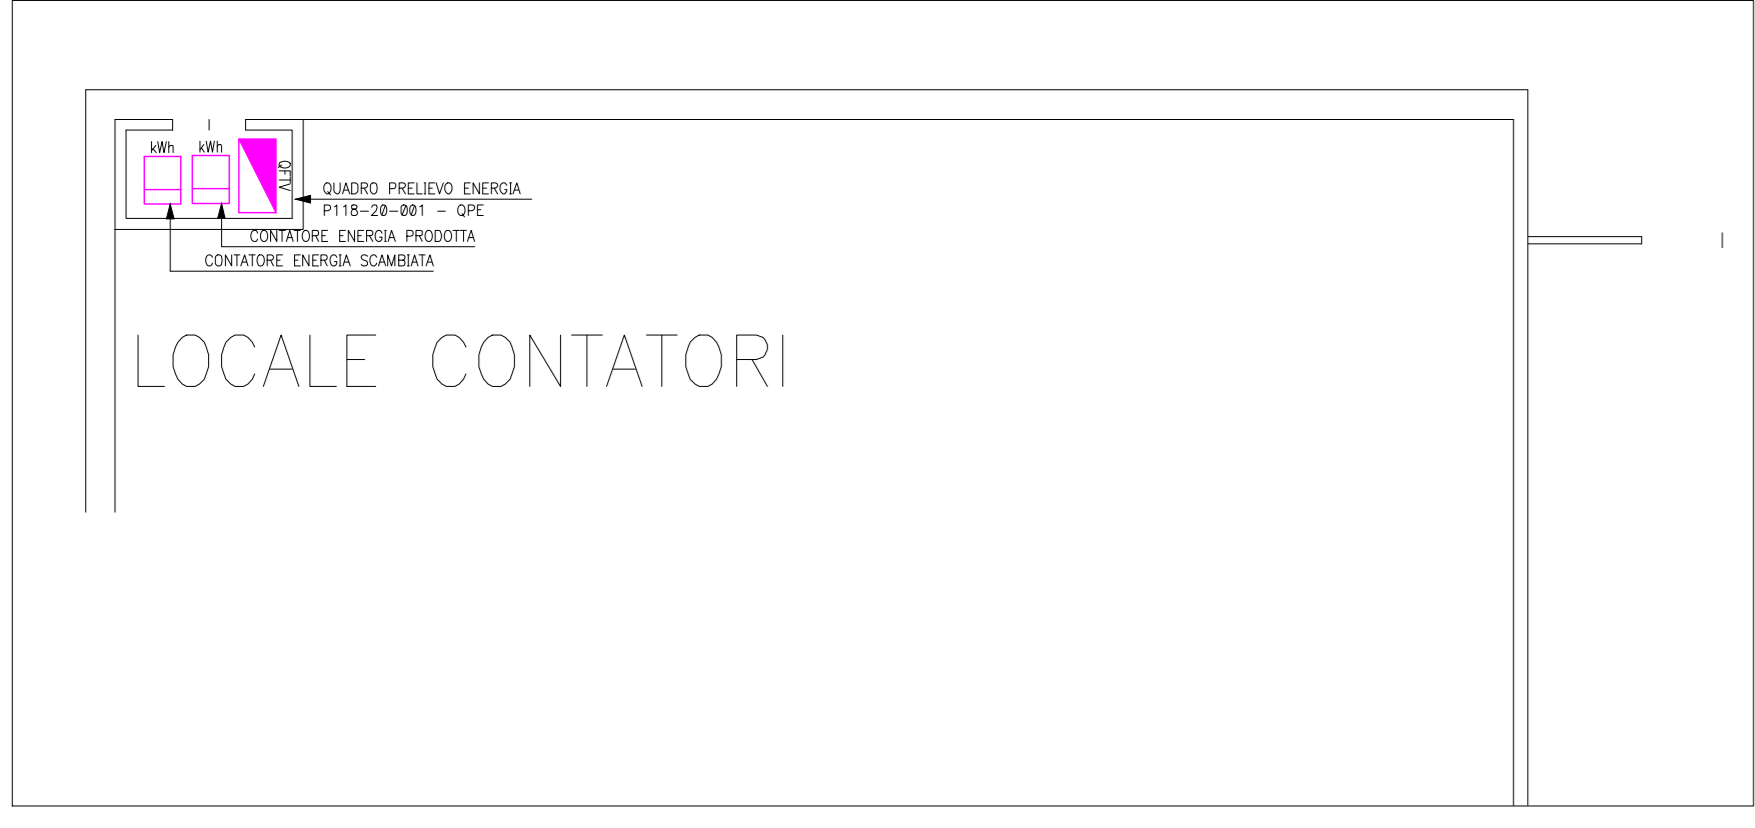 kWh
kWh
QFTV
QUADRO PRELIEVO ENERGIA
P118-20-001 - QPE
CONTATORE ENERGIA PRODOTTA
CONTATORE ENERGIA SCAMBIATA
LOCALE CONTATORI